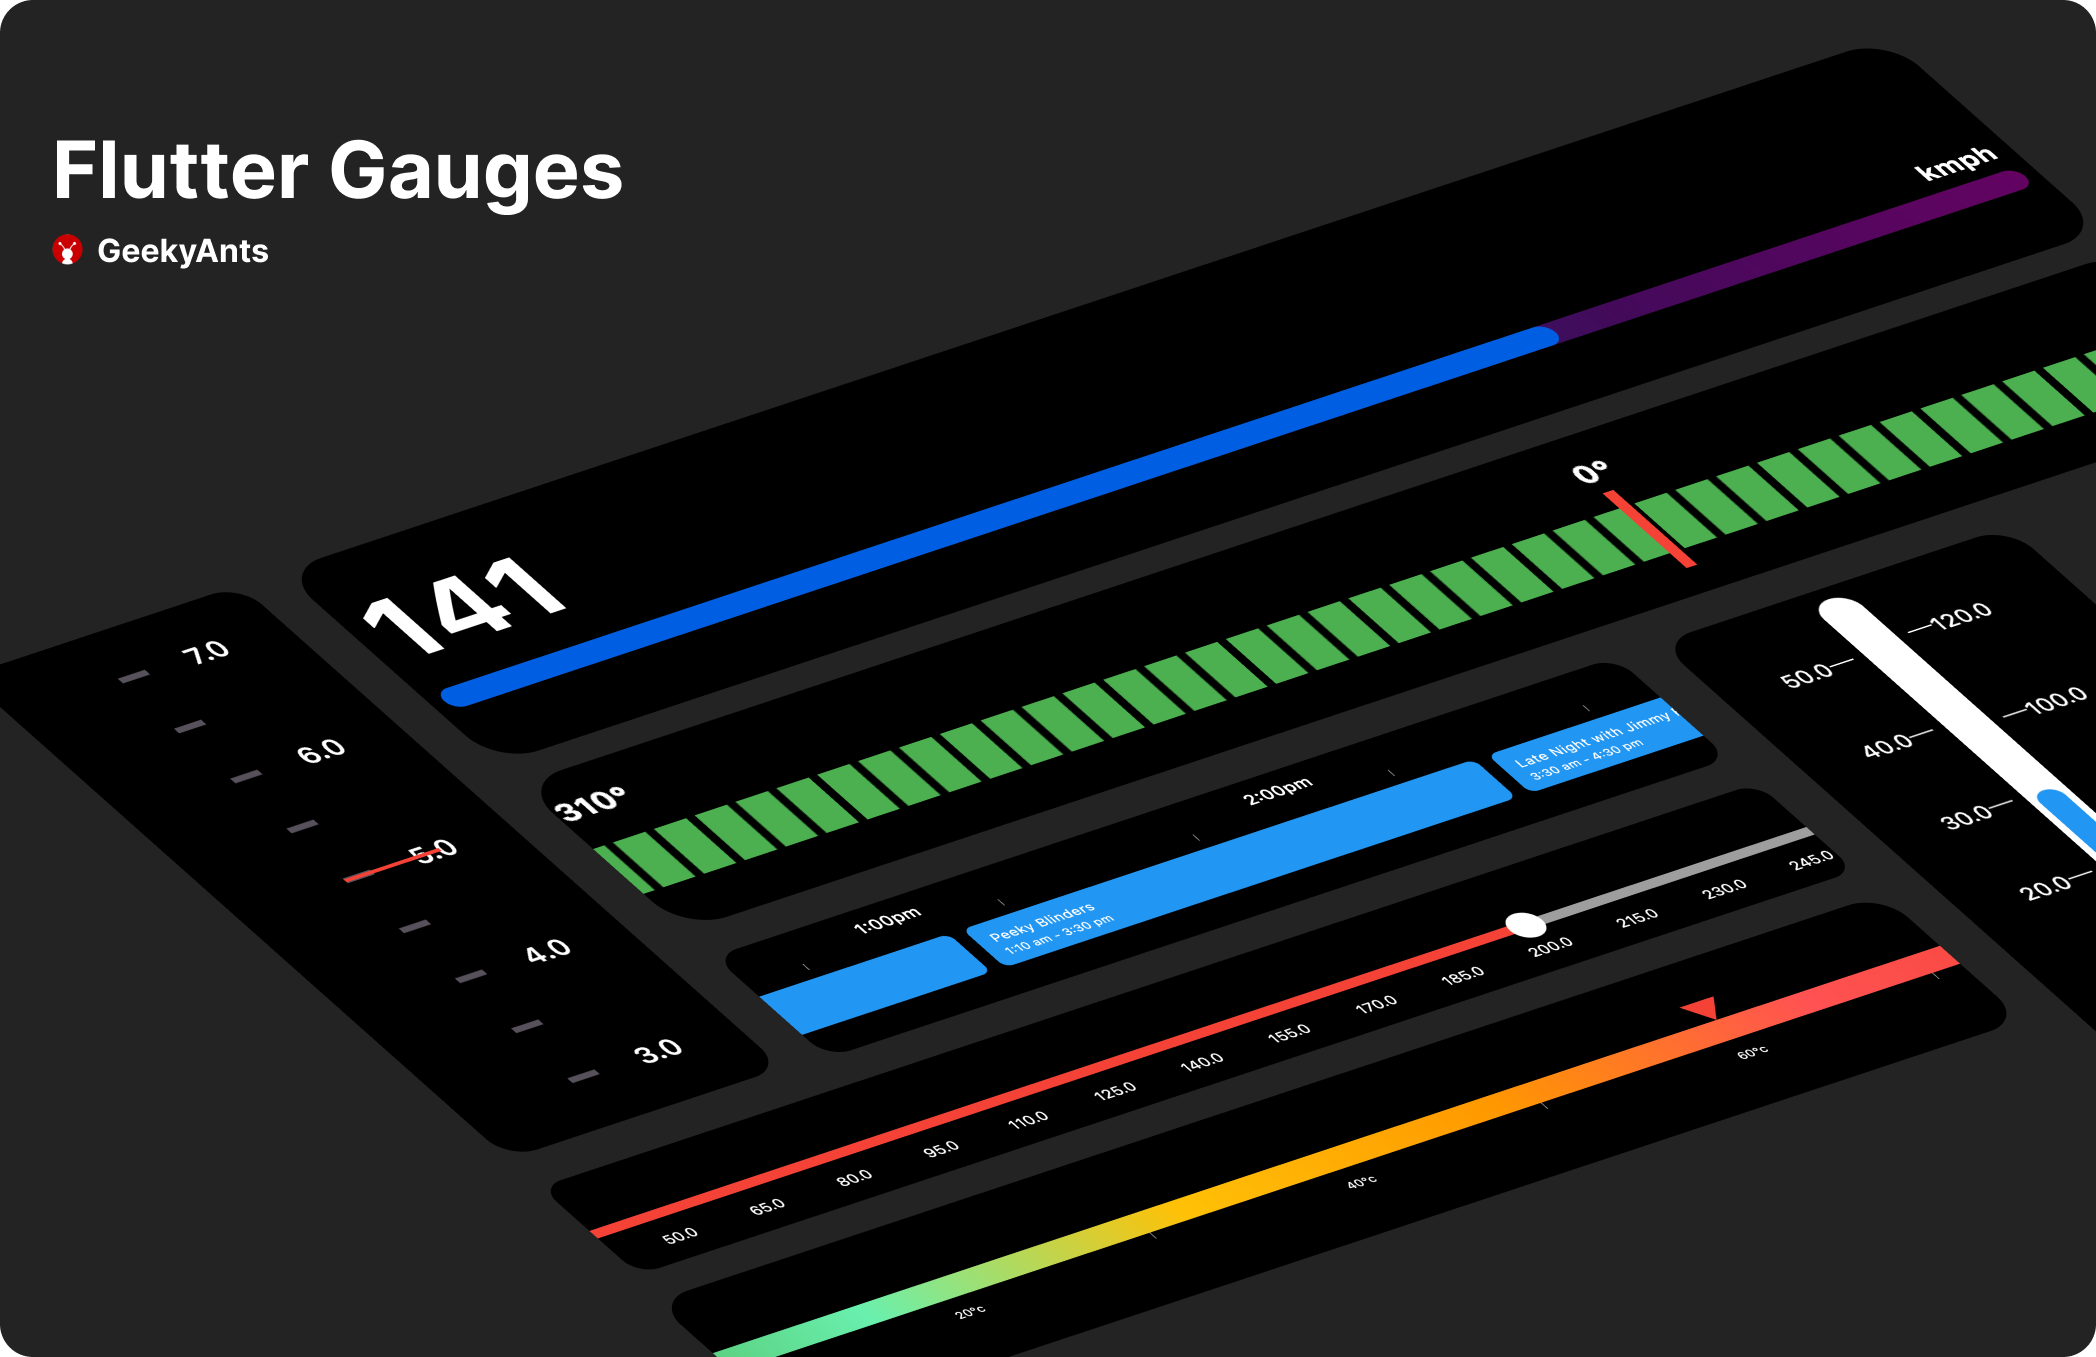 Flutter Gauges
GeekyAnts
kmph
141
0°
310°
7.0
6.0
5.0
4.0
3.0
1:00pm
2:00pm
Peeky Blinders
1:10 am - 3:30 pm
Late Night with Jimmy
3:30 am - 4:30 pm
50.0
65.0
80.0
95.0
110.0
125.0
140.0
155.0
170.0
185.0
200.0
215.0
230.0
245.0
20°c
40°c
60°c
50.0
40.0
30.0
20.0
120.0
100.0